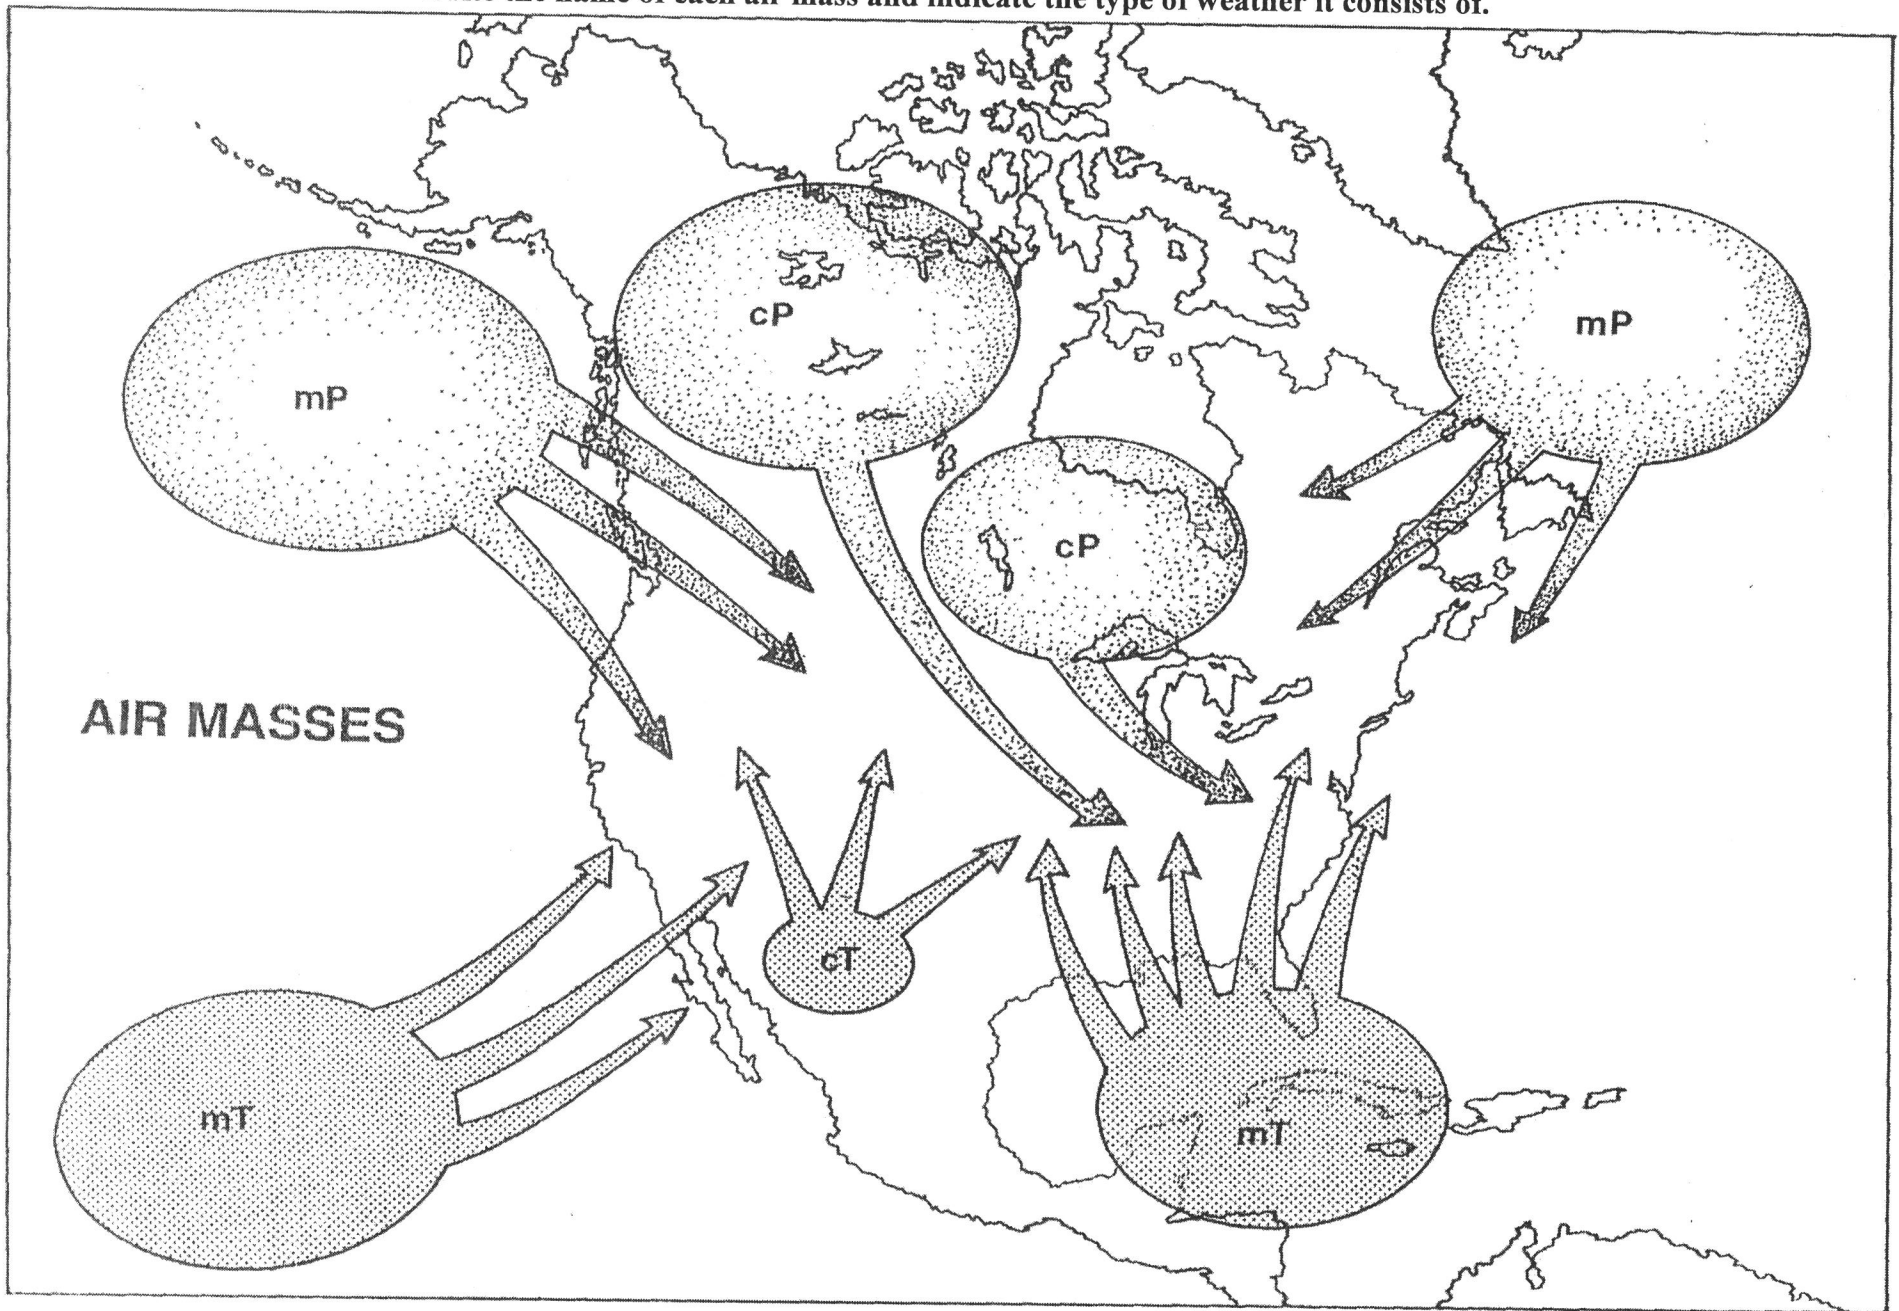 the name of each air mass and indicate the type of weather it consists of.
cP
mP
mP
cP
AIR MASSES
cT
mT
mT